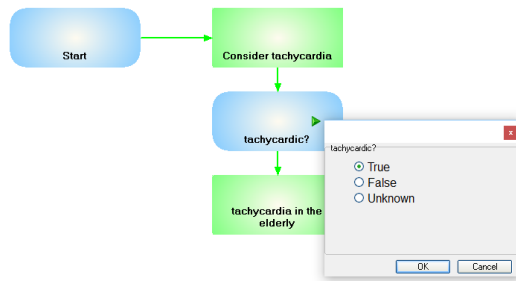 Start
Consider tachycardia
tachycardic?
tachycardia in the
elderly
x
tachycardic?
True
False
Unknown
OK
Cancel